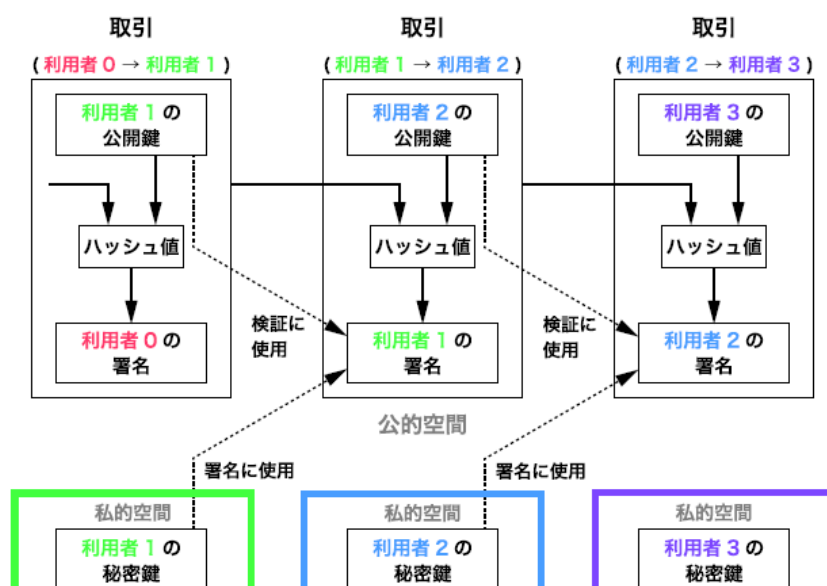 取引
取引
取引
(利用者 0 → 利用者 1)
(利用者 1 → 利用者 2)
(利用者 2 → 利用者 3)
利用者 1 の
公開鍵
利用者 2 の
公開鍵
利用者 3 の
公開鍵
ハッシュ値
ハッシュ値
ハッシュ値
検証に
使用
検証に
使用
利用者 0 の
署名
利用者 1 の
署名
利用者 2 の
署名
公的空間
署名に使用
署名に使用
私的空間
私的空間
私的空間
利用者 1 の
秘密鍵
利用者 2 の
秘密鍵
利用者 3 の
秘密鍵